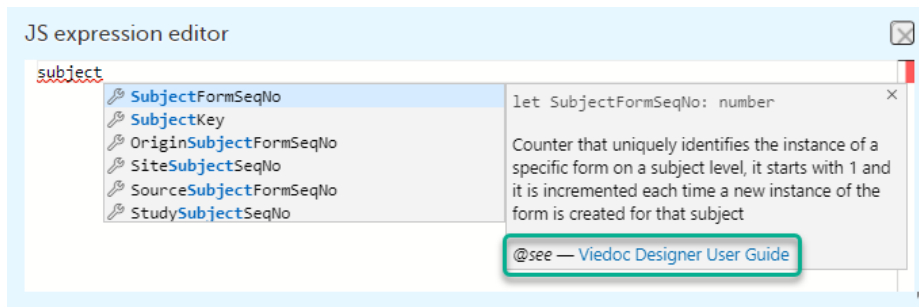 JS expression editor
subject
SubjectFormSeqNo
SubjectKey
OriginSubjectFormSeqNo
SiteSubjectSeqNo
SourceSubjectFormSeqNo
StudySubjectSeqNo
let SubjectFormSeqNo: number
Counter that uniquely identifies the instance of a
specific form on a subject level, it starts with 1 and
it is incremented each time a new instance of the
form is created for that subject
@see — Viedoc Designer User Guide